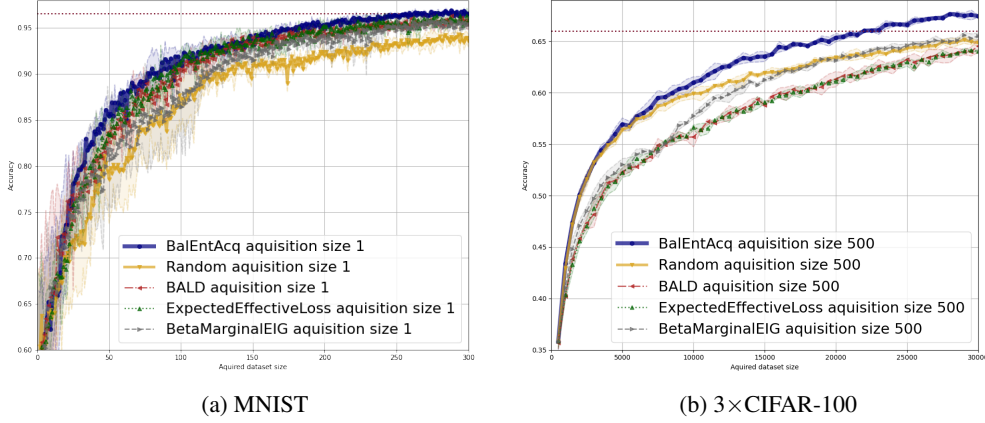 0.95
0.90
0.85
0.80
0.75
0.70
0.65
0.60
Accuracy
0 50 100 150 200 250 300
Aquired dataset size
BalEntAcq aquisition size 1
Random aquisition size 1
BALD aquisition size 1
ExpectedEffectiveLoss aquisition size 1
BetaMarginalEIG aquisition size 1
(a) MNIST
0.65
0.60
0.55
0.50
0.45
0.40
0.35
Accuracy
0 5000 10000 15000 20000 25000 30000
Aquired dataset size
BalEntAcq aquisition size 500
Random aquisition size 500
BALD aquisition size 500
ExpectedEffectiveLoss aquisition size 500
BetaMarginalEIG aquisition size 500
(b) 3×CIFAR-100